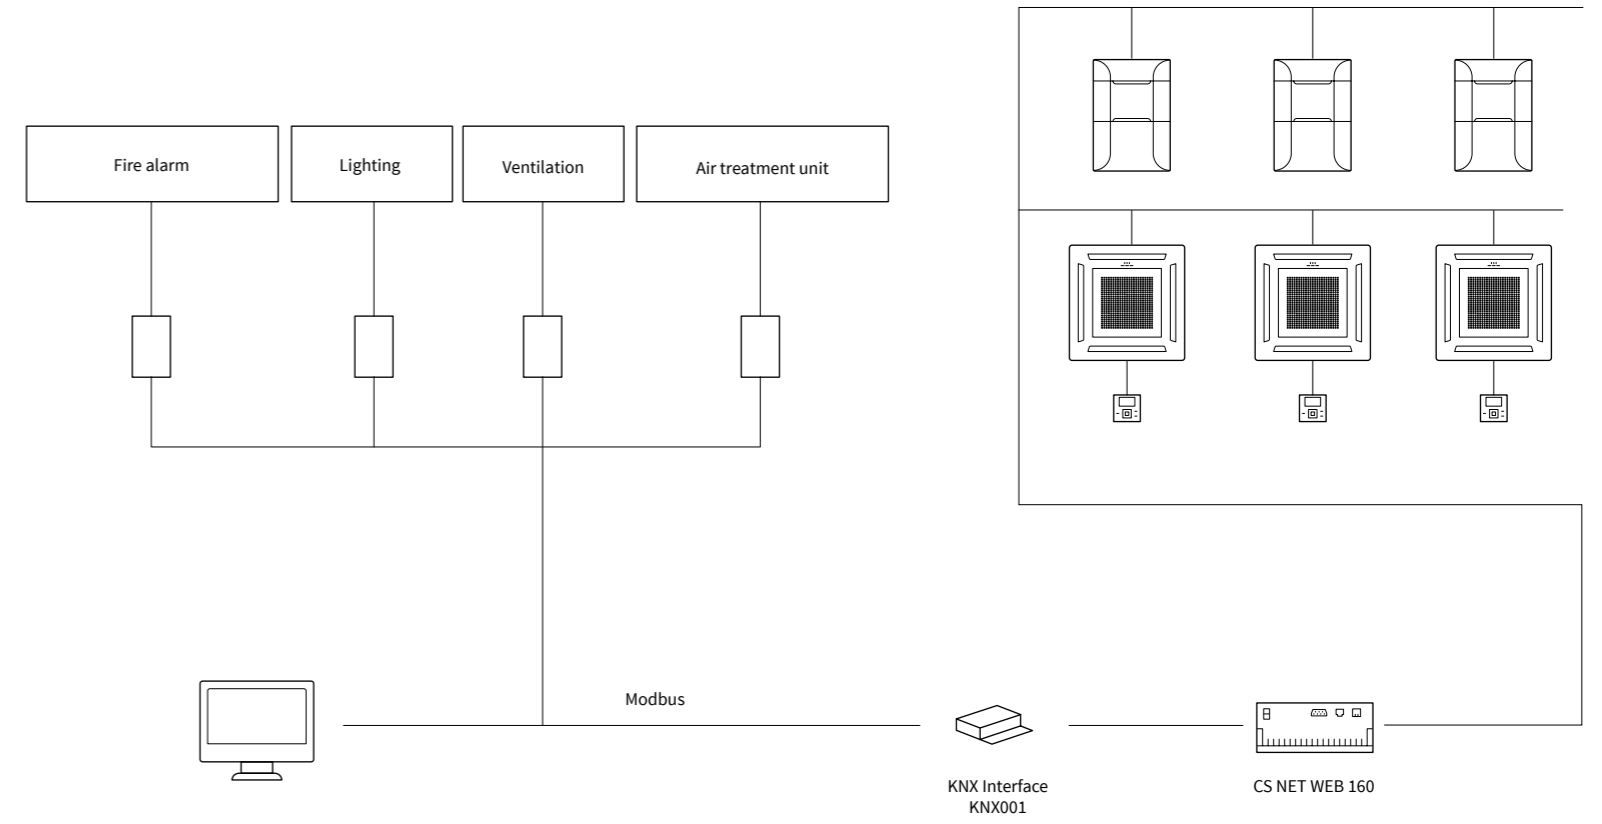 Fire alarm
Lighting
Ventilation
Air treatment unit
Modbus
KNX Interface
KNX001
CS NET WEB 160